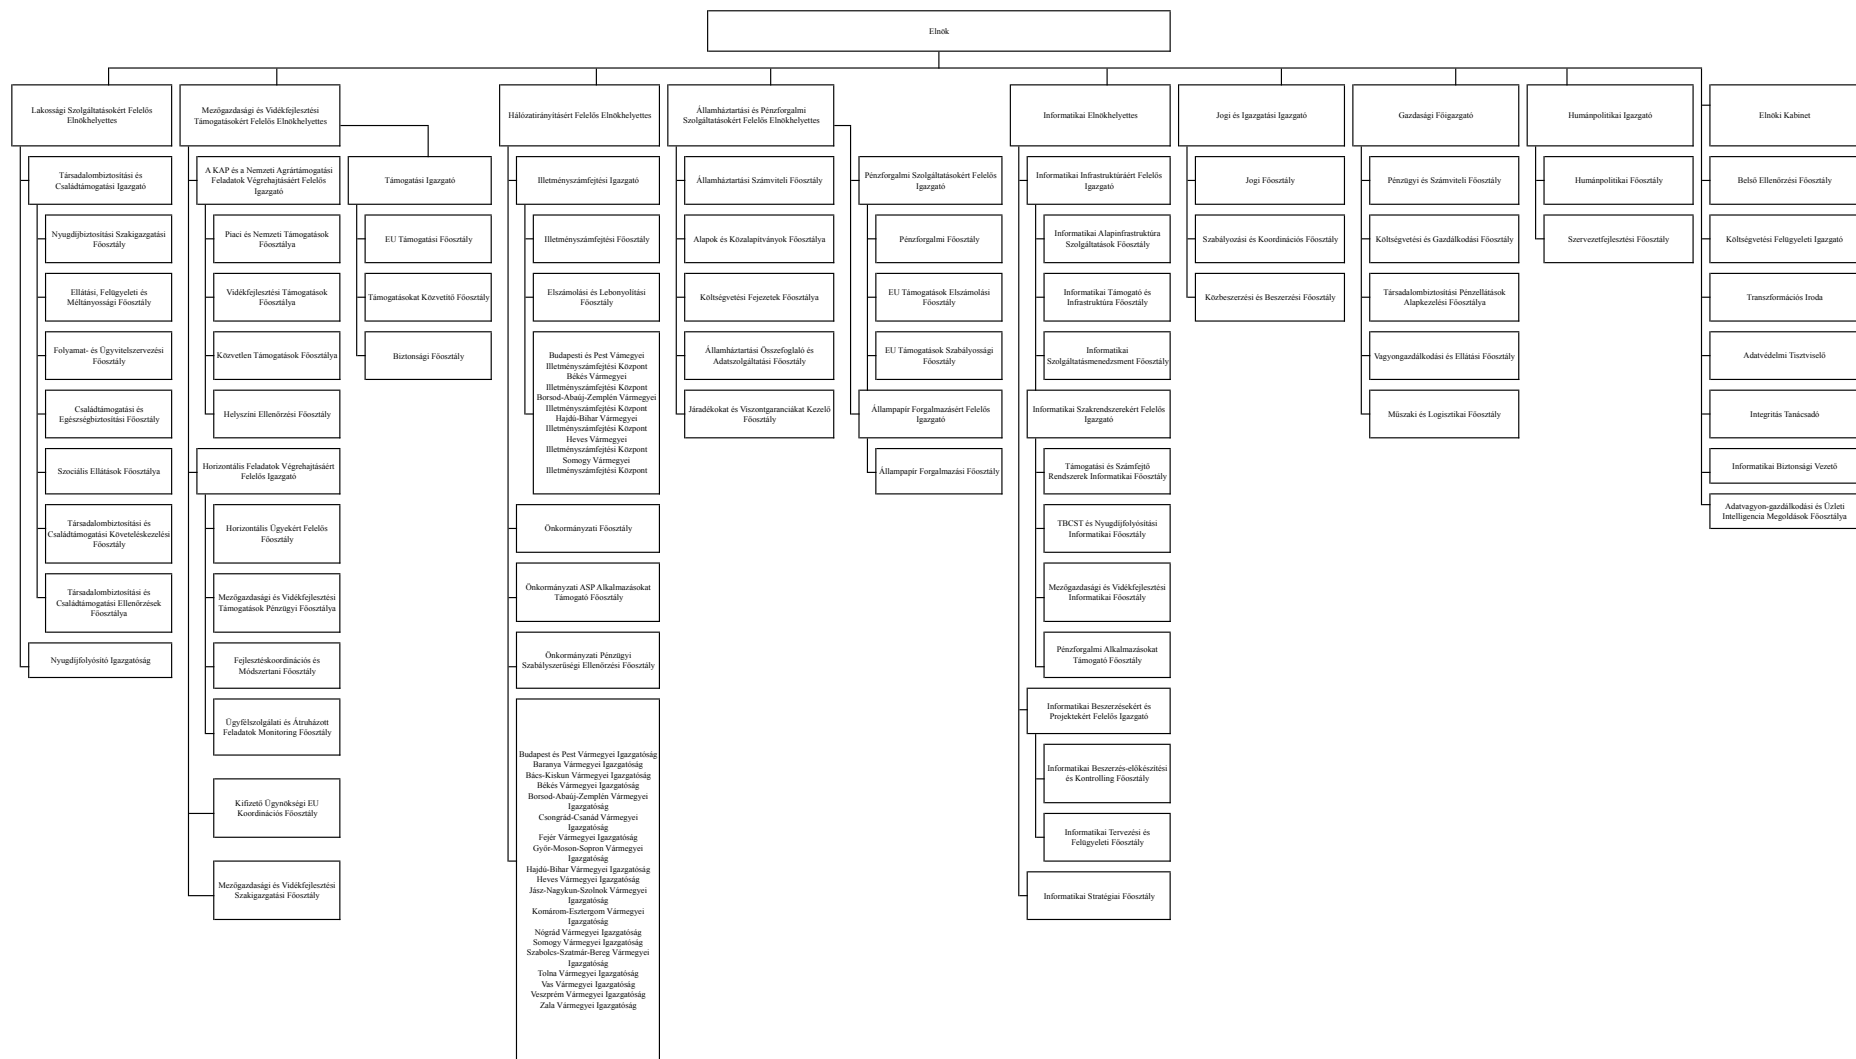 Elnök
Lakossági Szolgáltatásokért Felelős
Elnökhelyettes
Társadalombiztosítási és
Családtámogatási Igazgató
Nyugdíjbiztosítási Szakigazgatási
Főosztály
Ellátási, Felügyeleti és
Méltányossági Főosztály
Folyamat- és Ügyvitelszervezési
Főosztály
Családtámogatási és
Egészségbiztosítási Főosztály
Szociális Ellátások Főosztálya
Társadalombiztosítási és
Családtámogatási Követeléskezelési
Főosztály
Társadalombiztosítási és
Családtámogatási Ellenőrzések
Főosztálya
Nyugdíjfolyósító Igazgatóság
Mezőgazdasági és Vidékfejlesztési
Támogatásokért Felelős Elnökhelyettes
A KAP és a Nemzeti Agrártámogatási
Feladatok Végrehajtásáért Felelős
Igazgató
Piaci és Nemzeti Támogatások
Főosztálya
Vidékfejlesztési Támogatások
Főosztálya
Közvetlen Támogatások Főosztálya
Helyszíni Ellenőrzési Főosztály
Horizontális Feladatok Végrehajtásáért
Felelős Igazgató
Horizontális Ügyekért Felelős
Főosztály
Mezőgazdasági és Vidékfejlesztési
Támogatások Pénzügyi Főosztálya
Fejlesztéskoordinációs és
Módszertani Főosztály
Ügyfélszolgálati és Átruházott
Feladatok Monitoring Főosztály
Kifizető Ügynökségi EU
Koordinációs Főosztály
Mezőgazdasági és Vidékfejlesztési
Szakigazgatási Főosztály
Támogatási Igazgató
EU Támogatási Főosztály
Támogatásokat Közvetítő Főosztály
Biztonsági Főosztály
Hálózatirányításért Felelős Elnökhelyettes
Illetményszámfejtési Igazgató
Illetményszámfejtési Főosztály
Elszámolási és Lebonyolítási
Főosztály
Budapesti és Pest Vámegyei
Illetményszámfejtési Központ
Békés Vármegyei
Illetményszámfejtési Központ
Borsod-Abaúj-Zemplén Vármegyei
Illetményszámfejtési Központ
Hajdú-Bihar Vármegyei
Illetményszámfejtési Központ
Heves Vármegyei
Illetményszámfejtési Központ
Somogy Vármegyei
Illetményszámfejtési Központ
Önkormányzati Főosztály
Önkormányzati ASP Alkalmazásokat
Támogató Főosztály
Önkormányzati Pénzügyi
Szabályszerűségi Ellenőrzési Főosztály
Budapest és Pest Vármegyei Igazgatóság
Baranya Vármegyei Igazgatóság
Bács-Kiskun Vármegyei Igazgatóság
Békés Vármegyei Igazgatóság
Borsod-Abaúj-Zemplén Vármegyei
Igazgatóság
Csongrád-Csanád Vármegyei
Igazgatóság
Fejér Vármegyei Igazgatóság
Győr-Moson-Sopron Vármegyei
Igazgatóság
Hajdú-Bihar Vármegyei Igazgatóság
Heves Vármegyei Igazgatóság
Jász-Nagykun-Szolnok Vármegyei
Igazgatóság
Komárom-Esztergom Vármegyei
Igazgatóság
Nógrád Vármegyei Igazgatóság
Somogy Vármegyei Igazgatóság
Szabolcs-Szatmár-Bereg Vármegyei
Igazgatóság
Tolna Vármegyei Igazgatóság
Vas Vármegyei Igazgatóság
Veszprém Vármegyei Igazgatóság
Zala Vármegyei Igazgatóság
Államháztartási és Pénzforgalmi
Szolgáltatásokért Felelős Elnökhelyettes
Államháztartási Számviteli Főosztály
Alapok és Közalapítványok Főosztálya
Költségvetési Fejezetek Főosztálya
Államháztartási Összefoglaló és
Adatszolgáltatási Főosztály
Járadékokat és Viszontgaranciákat Kezelő
Főosztály
Pénzforgalmi Szolgáltatásokért Felelős
Igazgató
Pénzforgalmi Főosztály
EU Támogatások Elszámolási
Főosztály
EU Támogatások Szabályossági
Főosztály
Állampapír Forgalmazásért Felelős
Igazgató
Állampapír Forgalmazási Főosztály
Informatikai Elnökhelyettes
Informatikai Infrastruktúráért Felelős
Igazgató
Informatikai Alapinfrastruktúra
Szolgáltatások Főosztály
Informatikai Támogató és
Infrastruktúra Főosztály
Informatikai
Szolgáltatásmenedzsment Főosztály
Informatikai Szakrendszerekért Felelős
Igazgató
Támogatási és Számfejtő
Rendszerek Informatikai Főosztály
TBCST és Nyugdíjfolyósítási
Informatikai Főosztály
Mezőgazdasági és Vidékfejlesztési
Informatikai Főosztály
Pénzforgalmi Alkalmazásokat
Támogató Főosztály
Informatikai Beszerzésekért és
Projektekért Felelős Igazgató
Informatikai Beszerzés-előkészítési
és Kontrolling Főosztály
Informatikai Tervezési és
Felügyeleti Főosztály
Informatikai Stratégiai Főosztály
Jogi és Igazgatási Igazgató
Jogi Főosztály
Szabályozási és Koordinációs Főosztály
Közbeszerzési és Beszerzési Főosztály
Gazdasági Főigazgató
Pénzügyi és Számviteli Főosztály
Költségvetési és Gazdálkodási Főosztály
Társadalombiztosítási Pénzellátások
Alapkezelési Főosztálya
Vagyongazdálkodási és Ellátási Főosztály
Műszaki és Logisztikai Főosztály
Humánpolitikai Igazgató
Humánpolitikai Főosztály
Szervezetfejlesztési Főosztály
Elnöki Kabinet
Belső Ellenőrzési Főosztály
Költségvetési Felügyeleti Igazgató
Transzformációs Iroda
Adatvédelmi Tisztviselő
Integritás Tanácsadó
Informatikai Biztonsági Vezető
Adatvagyon-gazdálkodási és Üzleti
Intelligencia Megoldások Főosztálya